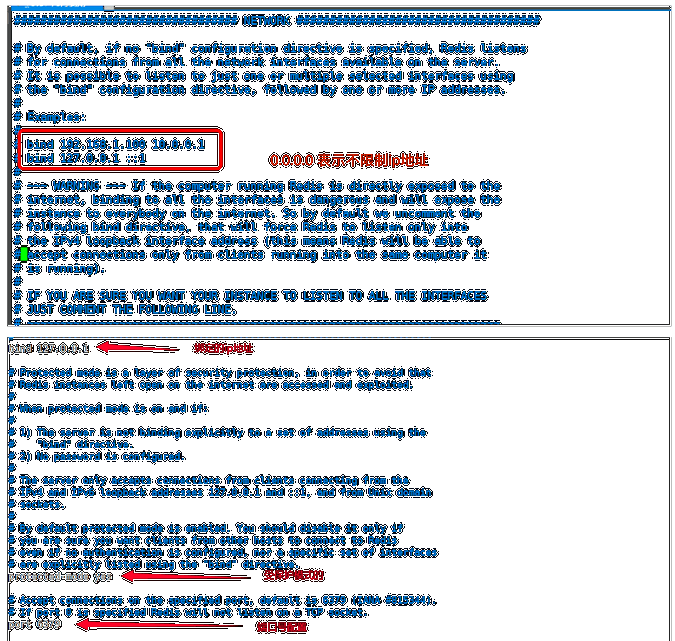 ################################## NETWORK #####################################
# By default, if no "bind" configuration directive is specified, Redis listens
# for connections from all the network interfaces available on the server.
# It is possible to listen to just one or multiple selected interfaces using
# the "bind" configuration directive, followed by one or more IP addresses.
#
# Examples:
#
# bind 192.168.1.100 10.0.0.1
# bind 127.0.0.1 ::1
0.0.0.0 表示不限制ip地址
#
# ~~~ WARNING ~~~ If the computer running Redis is directly exposed to the
# internet, binding to all the interfaces is dangerous and will expose the
# instance to everybody on the internet. So by default we uncomment the
# following bind directive, that will force Redis to listen only into
# the IPv4 loopback interface address (this means Redis will be able to
# accept connections only from clients running into the same computer it
# is running).
#
# IF YOU ARE SURE YOU WANT YOUR INSTANCE TO LISTEN TO ALL THE INTERFACES
# JUST COMMENT THE FOLLOWING LINE.
bind 127.0.0.1
# Protected mode is a layer of security protection, in order to avoid that
# Redis instances left open on the internet are accessed and exploited.
#
# When protected mode is on and if:
#
# 1) The server is not binding explicitly to a set of addresses using the
#    "bind" directive.
# 2) No password is configured.
#
# The server only accepts connections from clients connecting from the
# IPv4 and IPv6 loopback addresses 127.0.0.1 and ::1, and from Unix domain
# sockets.
#
# By default protected mode is enabled. You should disable it only if
# you are sure you want clients from other hosts to connect to Redis
# even if no authentication is configured, nor a specific set of interfaces
# are explicitly listed using the "bind" directive.
protected-mode yes
受保护模式的
# Accept connections on the specified port, default is 6379 (IANA #815344).
# If port 0 is specified Redis will not listen on a TCP socket.
port 6379
端口号配置